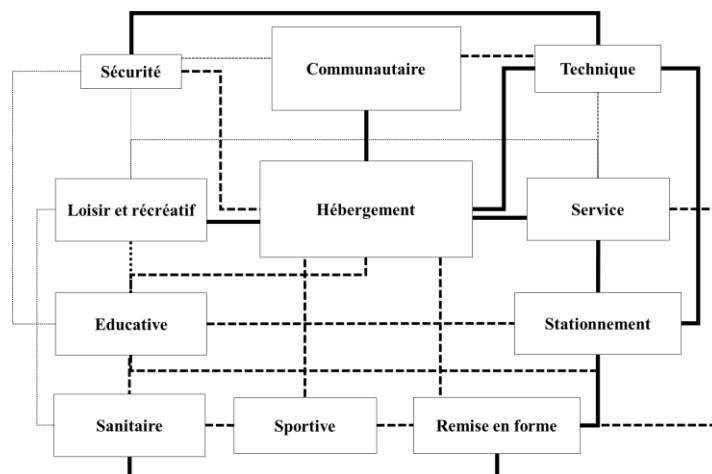 Sécurité
Communautaire
Technique
Loisir et récréatif
Hébergement
Service
Educative
Stationnement
Sanitaire
Sportive
Remise en forme